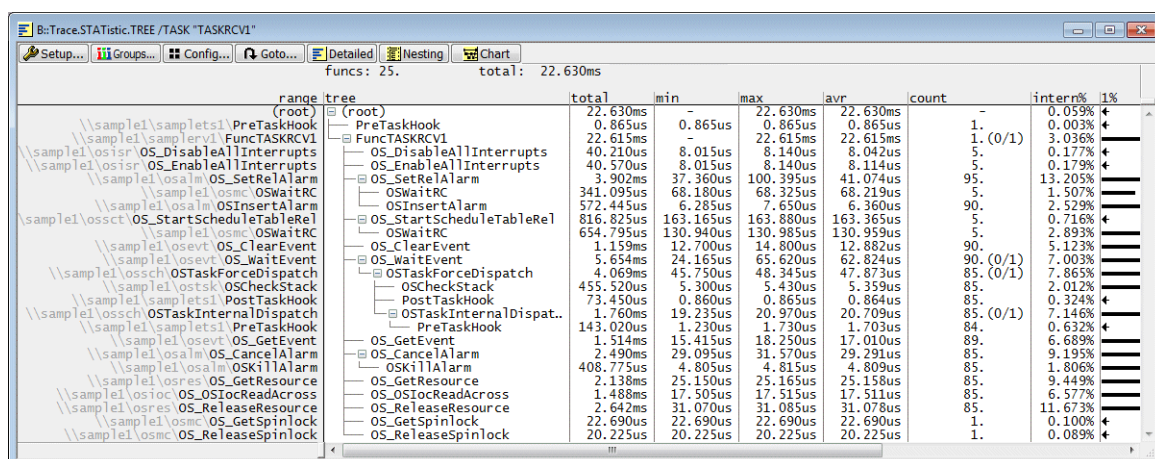 B::Trace.STATistic.TREE /TASK "TASKRCV1"
Setup... Groups... Config... Goto... Detailed Nesting Chart
funcs: 25. total: 22.630ms
range tree total min max avr count intern% 1%
(root) (root) 22.630ms - 22.630ms 22.630ms - 0.059%
\\sample1\samplets1\PreTaskHook PreTaskHook 0.865us 0.865us 0.865us 0.865us 1. 0.003%
\\sample1\samplerv1\FuncTASKRCV1 FuncTASKRCV1 22.615ms - 22.615ms 22.615ms 1.(0/1) 3.036%
\\sample1\osisr\OS_DisableAllInterrupts OS_DisableAllInterrupts 40.210us 8.015us 8.140us 8.042us 5. 0.177%
\\sample1\osisr\OS_EnableAllInterrupts OS_EnableAllInterrupts 40.570us 8.015us 8.140us 8.114us 5. 0.179%
\\sample1\osalm\OS_SetRelAlarm OS_SetRelAlarm 3.902ms 37.360us 100.395us 41.074us 95. 13.205%
\\sample1\osmc\OSWaitRC OSWaitRC 341.095us 68.180us 68.325us 68.219us 5. 1.507%
\\sample1\osalm\OSInsertAlarm OSInsertAlarm 572.445us 6.285us 7.650us 6.360us 90. 2.529%
\sample1\ossct\OS_StartScheduleTableRel OS_StartScheduleTableRel 816.825us 163.165us 163.880us 163.365us 5. 0.716%
\\sample1\osmc\OSWaitRC OSWaitRC 654.795us 130.940us 130.985us 130.959us 5. 2.893%
\\sample1\osevt\OS_ClearEvent OS_ClearEvent 1.159ms 12.700us 14.800us 12.882us 90. 5.123%
\\sample1\osevt\OS_WaitEvent OS_WaitEvent 5.654ms 24.165us 65.620us 62.824us 90.(0/1) 7.003%
\\sample1\ossch\OSTaskForceDispatch OSTaskForceDispatch 4.069ms 45.750us 48.345us 47.873us 85.(0/1) 7.865%
\\sample1\ostsk\OSCheckStack OSCheckStack 455.520us 5.300us 5.430us 5.359us 85. 2.012%
\\sample1\samplets1\PostTaskHook PostTaskHook 73.450us 0.860us 0.865us 0.864us 85. 0.324%
\\sample1\ossch\OSTaskInternalDispatch OSTaskInternalDispat.. 1.760ms 19.235us 20.970us 20.709us 85.(0/1) 7.146%
\\sample1\samplets1\PreTaskHook PreTaskHook 143.020us 1.230us 1.730us 1.703us 84. 0.632%
\\sample1\osevt\OS_GetEvent OS_GetEvent 1.514ms 15.415us 18.250us 17.010us 89. 6.689%
\\sample1\osalm\OS_CancelAlarm OS_CancelAlarm 2.490ms 29.095us 31.570us 29.291us 85. 9.195%
\\sample1\osalm\OSKillAlarm OSKillAlarm 408.775us 4.805us 4.815us 4.809us 85. 1.806%
\\sample1\osres\OS_GetResource OS_GetResource 2.138ms 25.150us 25.165us 25.158us 85. 9.449%
\\sample1\osioc\OS_OSIocReadAcross OS_OSIocReadAcross 1.488ms 17.505us 17.515us 17.511us 85. 6.577%
\\sample1\osres\OS_ReleaseResource OS_ReleaseResource 2.642ms 31.070us 31.085us 31.078us 85. 11.673%
\\sample1\osmc\OS_GetSpinlock OS_GetSpinlock 22.690us 22.690us 22.690us 22.690us 1. 0.100%
\\sample1\osmc\OS_ReleaseSpinlock OS_ReleaseSpinlock 20.225us 20.225us 20.225us 20.225us 1. 0.089%